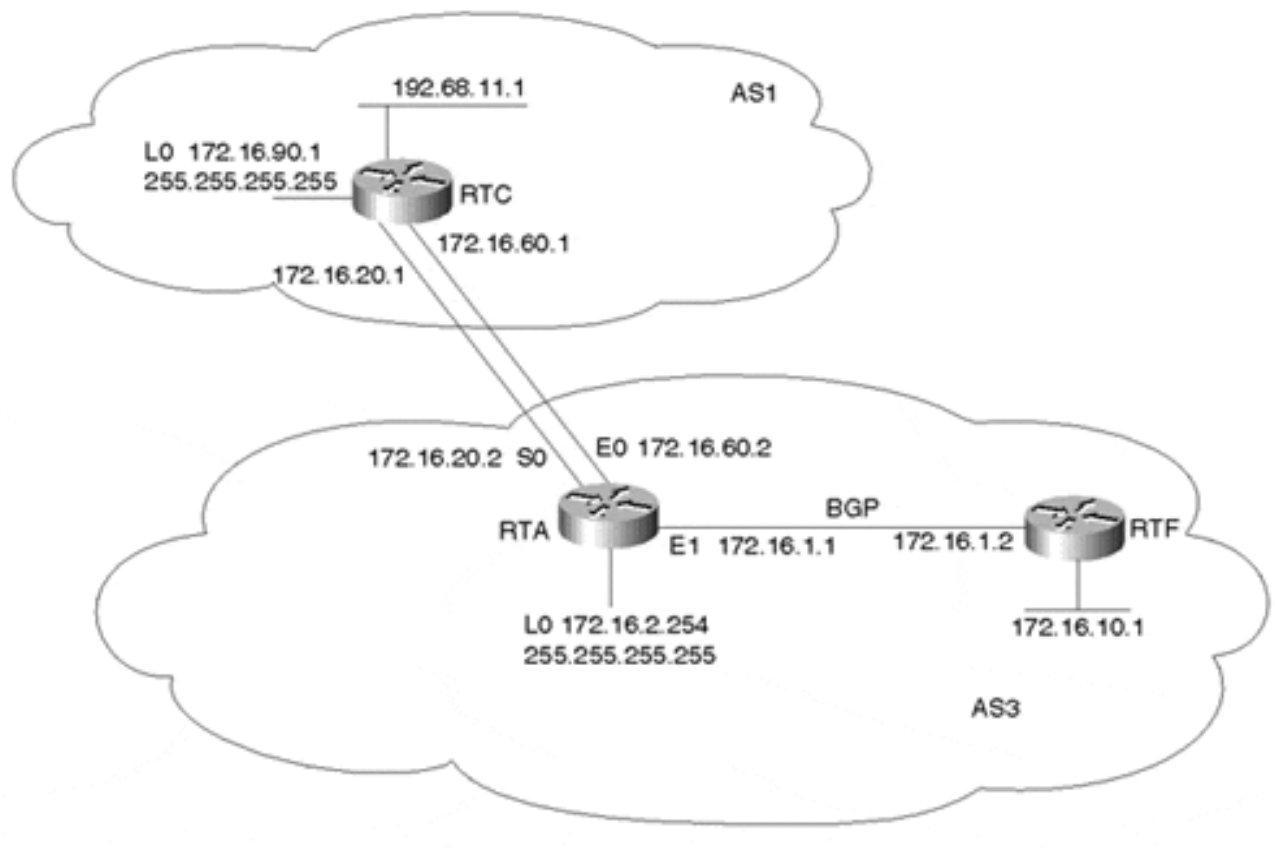 192.68.11.1
AS1
L0 172.16.90.1
255.255.255.255
RTC
172.16.60.1
172.16.20.1
172.16.20.2 S0
E0 172.16.60.2
RTA
BGP
RTF
E1 172.16.1.1
172.16.1.2
L0 172.16.2.254
255.255.255.255
172.16.10.1
AS3